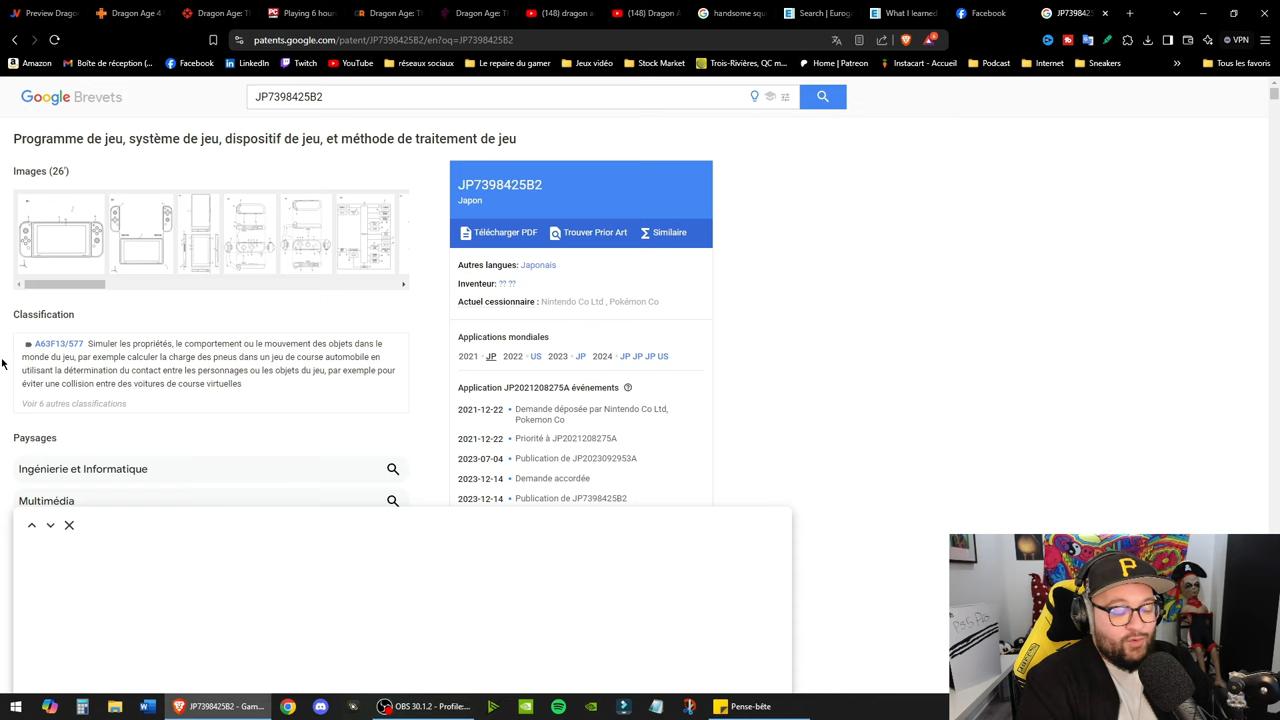 Preview Dragon
Dragon Age 4
Dragon Age: Th
Playing 6 hour
Dragon Age: Th
Dragon Age: Th
(148) dragon a
(148) Dragon A
handsome squ
Search | Eurog
What I learned
Facebook
JP7398425
patents.google.com/patent/JP7398425B2/en?oq=JP7398425B2
VPN
Amazon
Boîte de réception (...
Facebook
LinkedIn
Twitch
YouTube
réseaux sociaux
Le repaire du gamer
Jeux vidéo
Stock Market
Trois-Rivières, QC m...
Home | Patreon
Instacart - Accueil
Podcast
Internet
Sneakers
Tous les favoris
Google Brevets
JP7398425B2
Programme de jeu, système de jeu, dispositif de jeu, et méthode de traitement de jeu
Images (26')
JP7398425B2
Japon
Télécharger PDF
Trouver Prior Art
Similaire
Autres langues: Japonais
Inventeur: ?? ??
Actuel cessionnaire : Nintendo Co Ltd , Pokémon Co
Classification
Applications mondiales
A63F13/577 Simuler les propriétés, le comportement ou le mouvement des objets dans le
monde du jeu, par exemple calculer la charge des pneus dans un jeu de course automobile en
utilisant la détermination du contact entre les personnages ou les objets du jeu, par exemple pour
éviter une collision entre des voitures de course virtuelles
2021 · JP 2022 · US 2023 · JP 2024 · JP JP JP US
Voir 6 autres classifications
Application JP2021208275A événements
2021-12-22 • Demande déposée par Nintendo Co Ltd,
Pokemon Co
Paysages
2021-12-22 • Priorité à JP2021208275A
2023-07-04 • Publication de JP2023092953A
Ingénierie et Informatique
2023-12-14 • Demande accordée
Multimédia
2023-12-14 • Publication de JP7398425B2
P
PS5 Pro
JP7398425B2 - Gam...
OBS 30.1.2 - Profile:...
Pense-bête